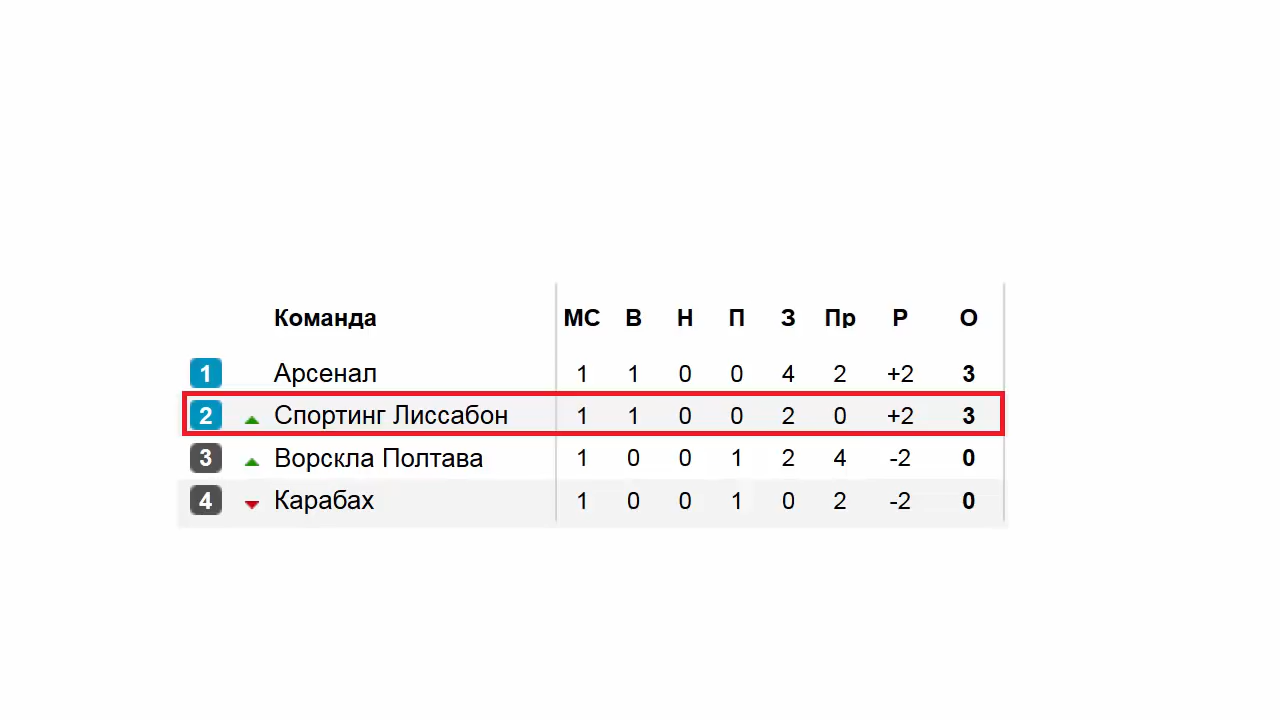 Команда МС В Н П З Пр Р О
1 Арсенал 1 1 0 0 4 2 +2 3
2 Спортинг Лиссабон 1 1 0 0 2 0 +2 3
3 Ворскла Полтава 1 0 0 1 2 4 -2 0
4 Карабах 1 0 0 1 0 2 -2 0